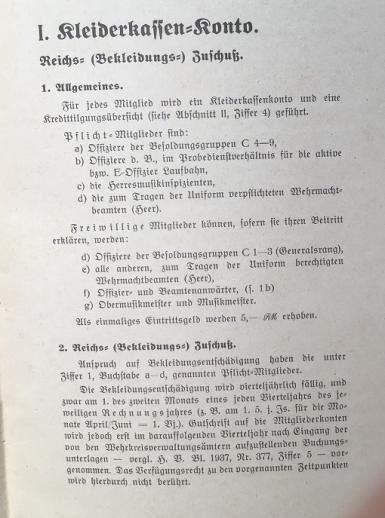 I. Kleiderkassen-Konto.
Reichs- (Bekleidungs-) Zuschuß.
1. Allgemeines.
Für jedes Mitglied wird ein Kleiderkassenkonto und eine
Kredittilgungsübersicht (siehe Abschnitt II, Ziffer 4) geführt.
Pflicht-Mitglieder sind:
a) Offiziere der Besoldungsgruppen C 4—9,
b) Offiziere d. B., im Probedienstverhältnis für die aktive
bzw. E-Offizier Laufbahn,
c) die Herresmusikinspizienten,
d) die zum Tragen der Uniform verpflichteten Wehrmacht-
beamten (Heer).
Freiwillige Mitglieder können, sofern sie ihren Beitritt
erklären, werden:
d) Offiziere der Besoldungsgruppen C 1—3 (Generalsrang),
e) alle anderen, zum Tragen der Uniform berechtigten
Wehrmachtbeamten (Heer),
f) Offizier- und Beamtenanwärter, (s. 1b)
g) Obermusikmeister und Musikmeister.
Als einmaliges Eintrittsgeld werden 5,— RM erhoben.
2. Reichs- (Bekleidungs-) Zuschuß.
Anspruch auf Bekleidungsentschädigung haben die unter
Ziffer 1, Buchstabe a—d, genannten Pflicht-Mitglieder.
Die Bekleidungsentschädigung wird vierteljährlich fällig, und
zwar am 1. des zweiten Monats eines jeden Vierteljahrs des je-
weiligen Rechnungsjahres (z. B. am 1. 5. j. Js. für die Mo-
nate April/Juni = 1. Vj.). Gutschrift auf die Mitgliederkonten
wird jedoch erst im darauffolgenden Vierteljahr nach Eingang der
von den Wehrkreisverwaltungsämtern aufzustellenden Buchungs-
unterlagen — vergl. H. V. Bl. 1937, Nr. 377, Ziffer 5 — vor-
genommen. Das Verfügungsrecht zu den vorgenannten Zeitpunkten
wird hierdurch nicht berührt.